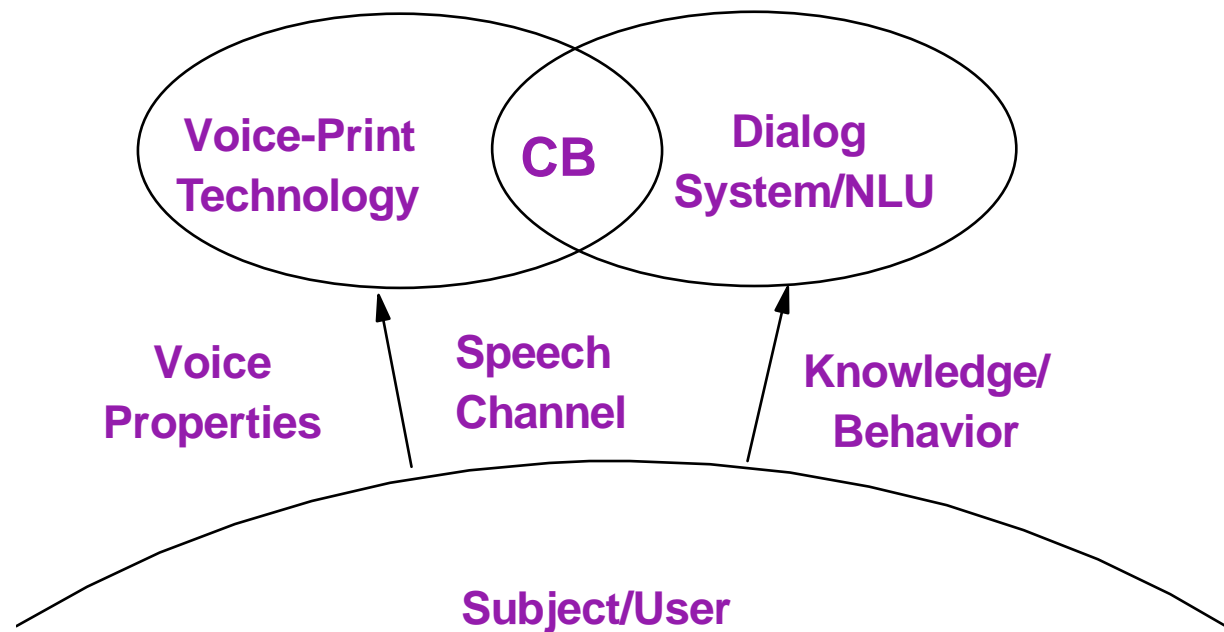 Voice-Print
Technology
CB
Dialog
System/NLU
Voice
Properties
Speech
Channel
Knowledge/
Behavior
Subject/User